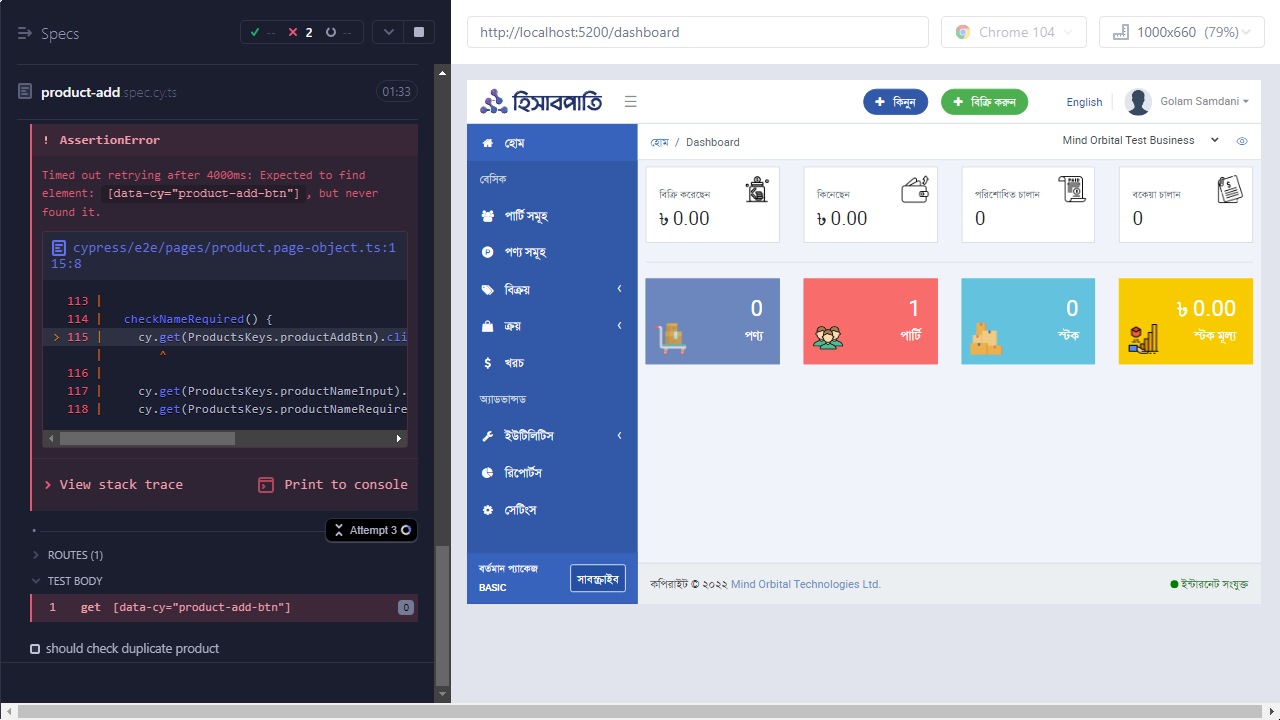 Specs
-- 2 --
product-add spec.cy.ts
01:33
! AssertionError
Timed out retrying after 4000ms: Expected to find
element: [data-cy="product-add-btn"], but never
found it.
cypress/e2e/pages/product.page-object.ts:1
15:8
113 |
114 | checkNameRequired() {
> 115 | cy.get(ProductsKeys.productAddBtn).cli
| ^
116 |
117 | cy.get(ProductsKeys.productNameInput).
118 | cy.get(ProductsKeys.productNameRequire
View stack trace
Print to console
Attempt 3
ROUTES (1)
TEST BODY
1 get [data-cy="product-add-btn"] 0
should check duplicate product
http://localhost:5200/dashboard
Chrome 104
1000x660 (79%)
হিসাবপাতি
কিনুন
বিক্রি করুন
English
Golam Samdani
হোম
বেসিক
পার্টি সমূহ
পণ্য সমূহ
বিক্রয়
ক্রয়
খরচ
অ্যাডভান্সড
ইউটিলিটিস
রিপোর্টস
সেটিংস
বর্তমান প্যাকেজ
BASIC
সাবস্ক্রাইব
হোম / Dashboard
Mind Orbital Test Business
বিক্রি করেছেন
৳ 0.00
কিনেছেন
৳ 0.00
পরিশোধিত চালান
0
বকেয়া চালান
0
0
পণ্য
1
পার্টি
0
স্টক
৳ 0.00
স্টক মূল্য
কপিরাইট © ২০২২ Mind Orbital Technologies Ltd.
ইন্টারনেট সংযুক্ত